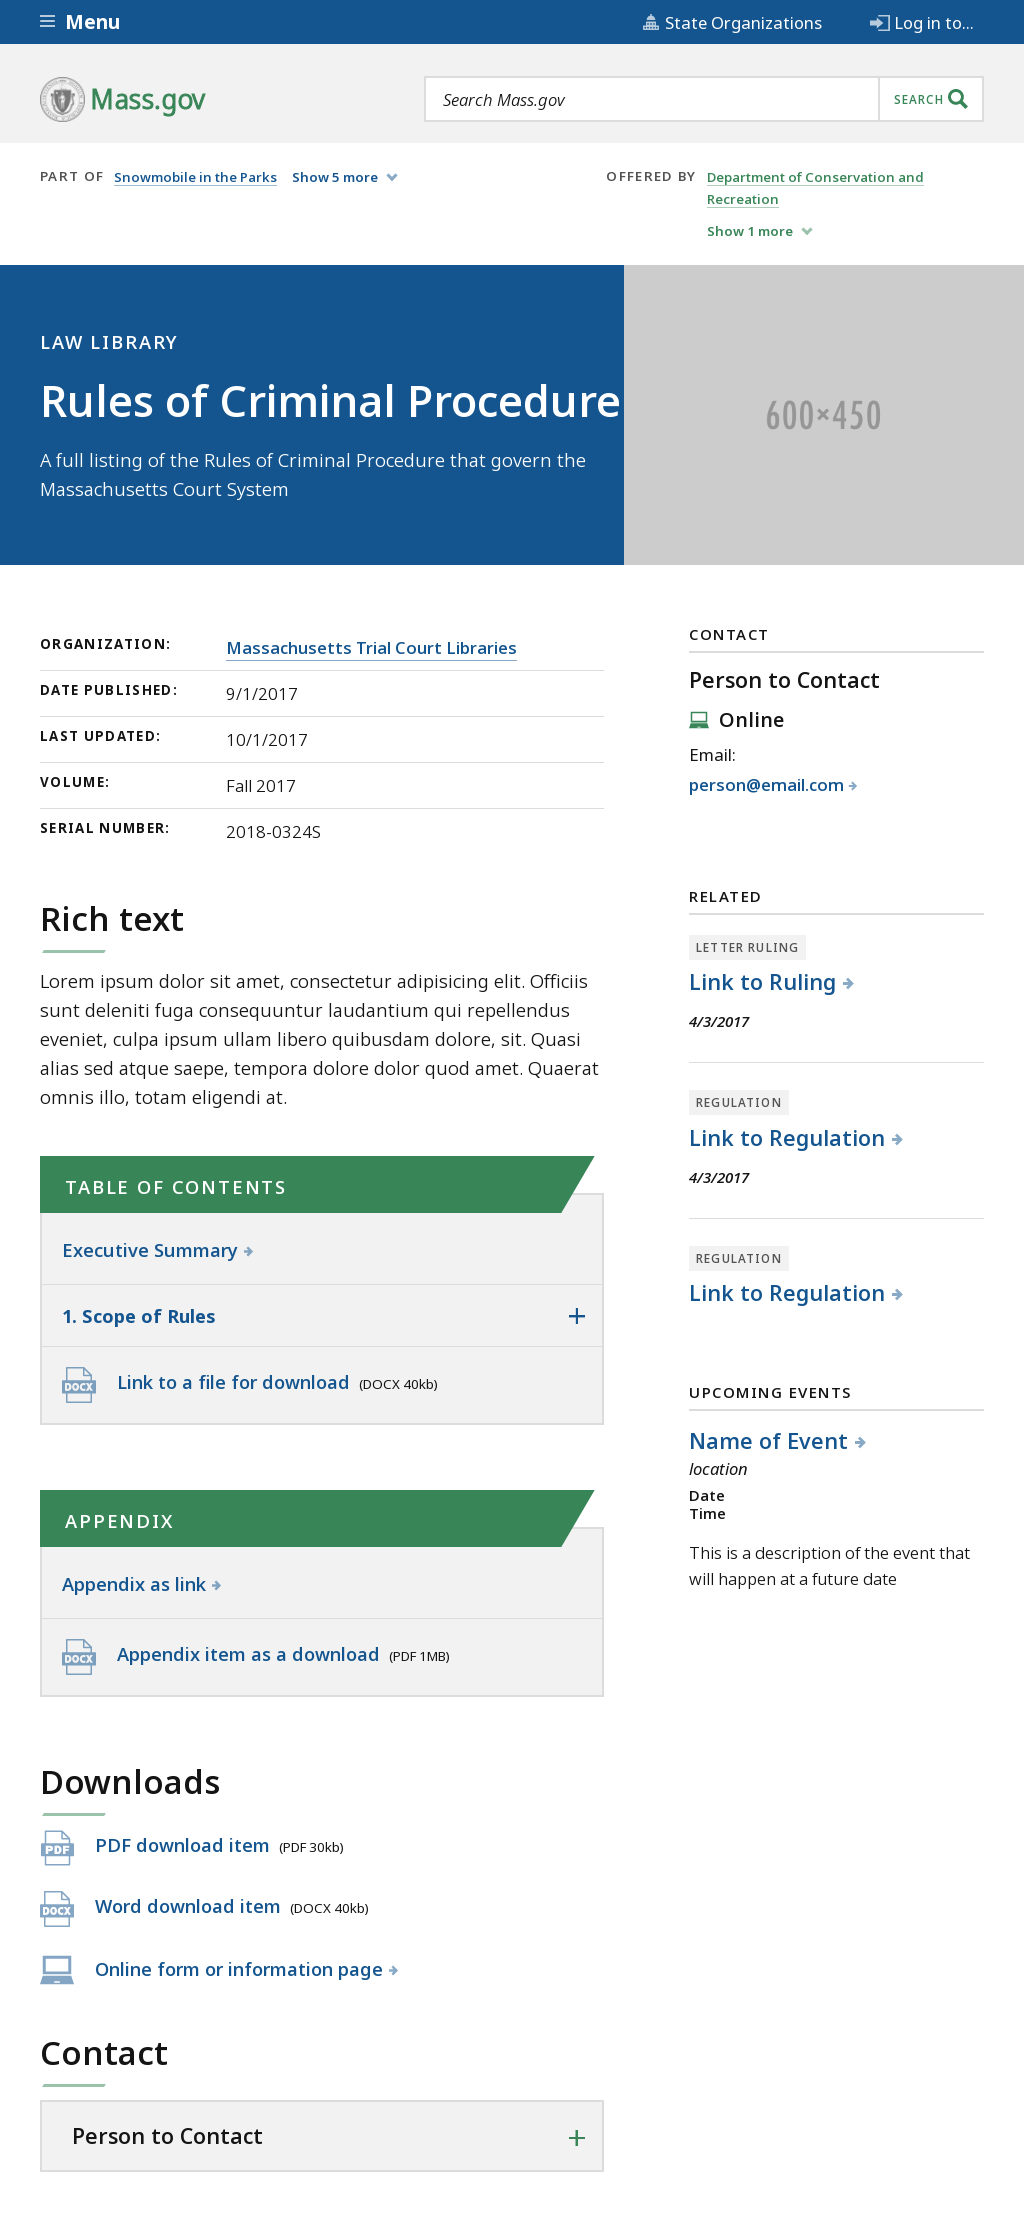 Menu
State Organizations
Log in to...
Mass.gov
Search Mass.gov
SEARCH
PART OF
Snowmobile in the Parks
Show 5 more
OFFERED BY
Department of Conservation and
Recreation
Show 1 more
LAW LIBRARY
Rules of Criminal Procedure
A full listing of the Rules of Criminal Procedure that govern the
Massachusetts Court System
600×450
ORGANIZATION:
Massachusetts Trial Court Libraries
DATE PUBLISHED:
9/1/2017
LAST UPDATED:
10/1/2017
VOLUME:
Fall 2017
SERIAL NUMBER:
2018-0324S
Rich text
Lorem ipsum dolor sit amet, consectetur adipisicing elit. Officiis
sunt deleniti fuga consequuntur laudantium qui repellendus
eveniet, culpa ipsum ullam libero quibusdam dolore, sit. Quasi
alias sed atque saepe, tempora dolore dolor quod amet. Quaerat
omnis illo, totam eligendi at.
TABLE OF CONTENTS
Executive Summary
1. Scope of Rules
DOCX
Link to a file for download (DOCX 40kb)
APPENDIX
Appendix as link
DOCX
Appendix item as a download (PDF 1MB)
Downloads
PDF
PDF download item (PDF 30kb)
DOCX
Word download item (DOCX 40kb)
Online form or information page
Contact
Person to Contact
CONTACT
Person to Contact
Online
Email:
person@email.com
RELATED
LETTER RULING
Link to Ruling
4/3/2017
REGULATION
Link to Regulation
4/3/2017
REGULATION
Link to Regulation
UPCOMING EVENTS
Name of Event
location
Date
Time
This is a description of the event that
will happen at a future date